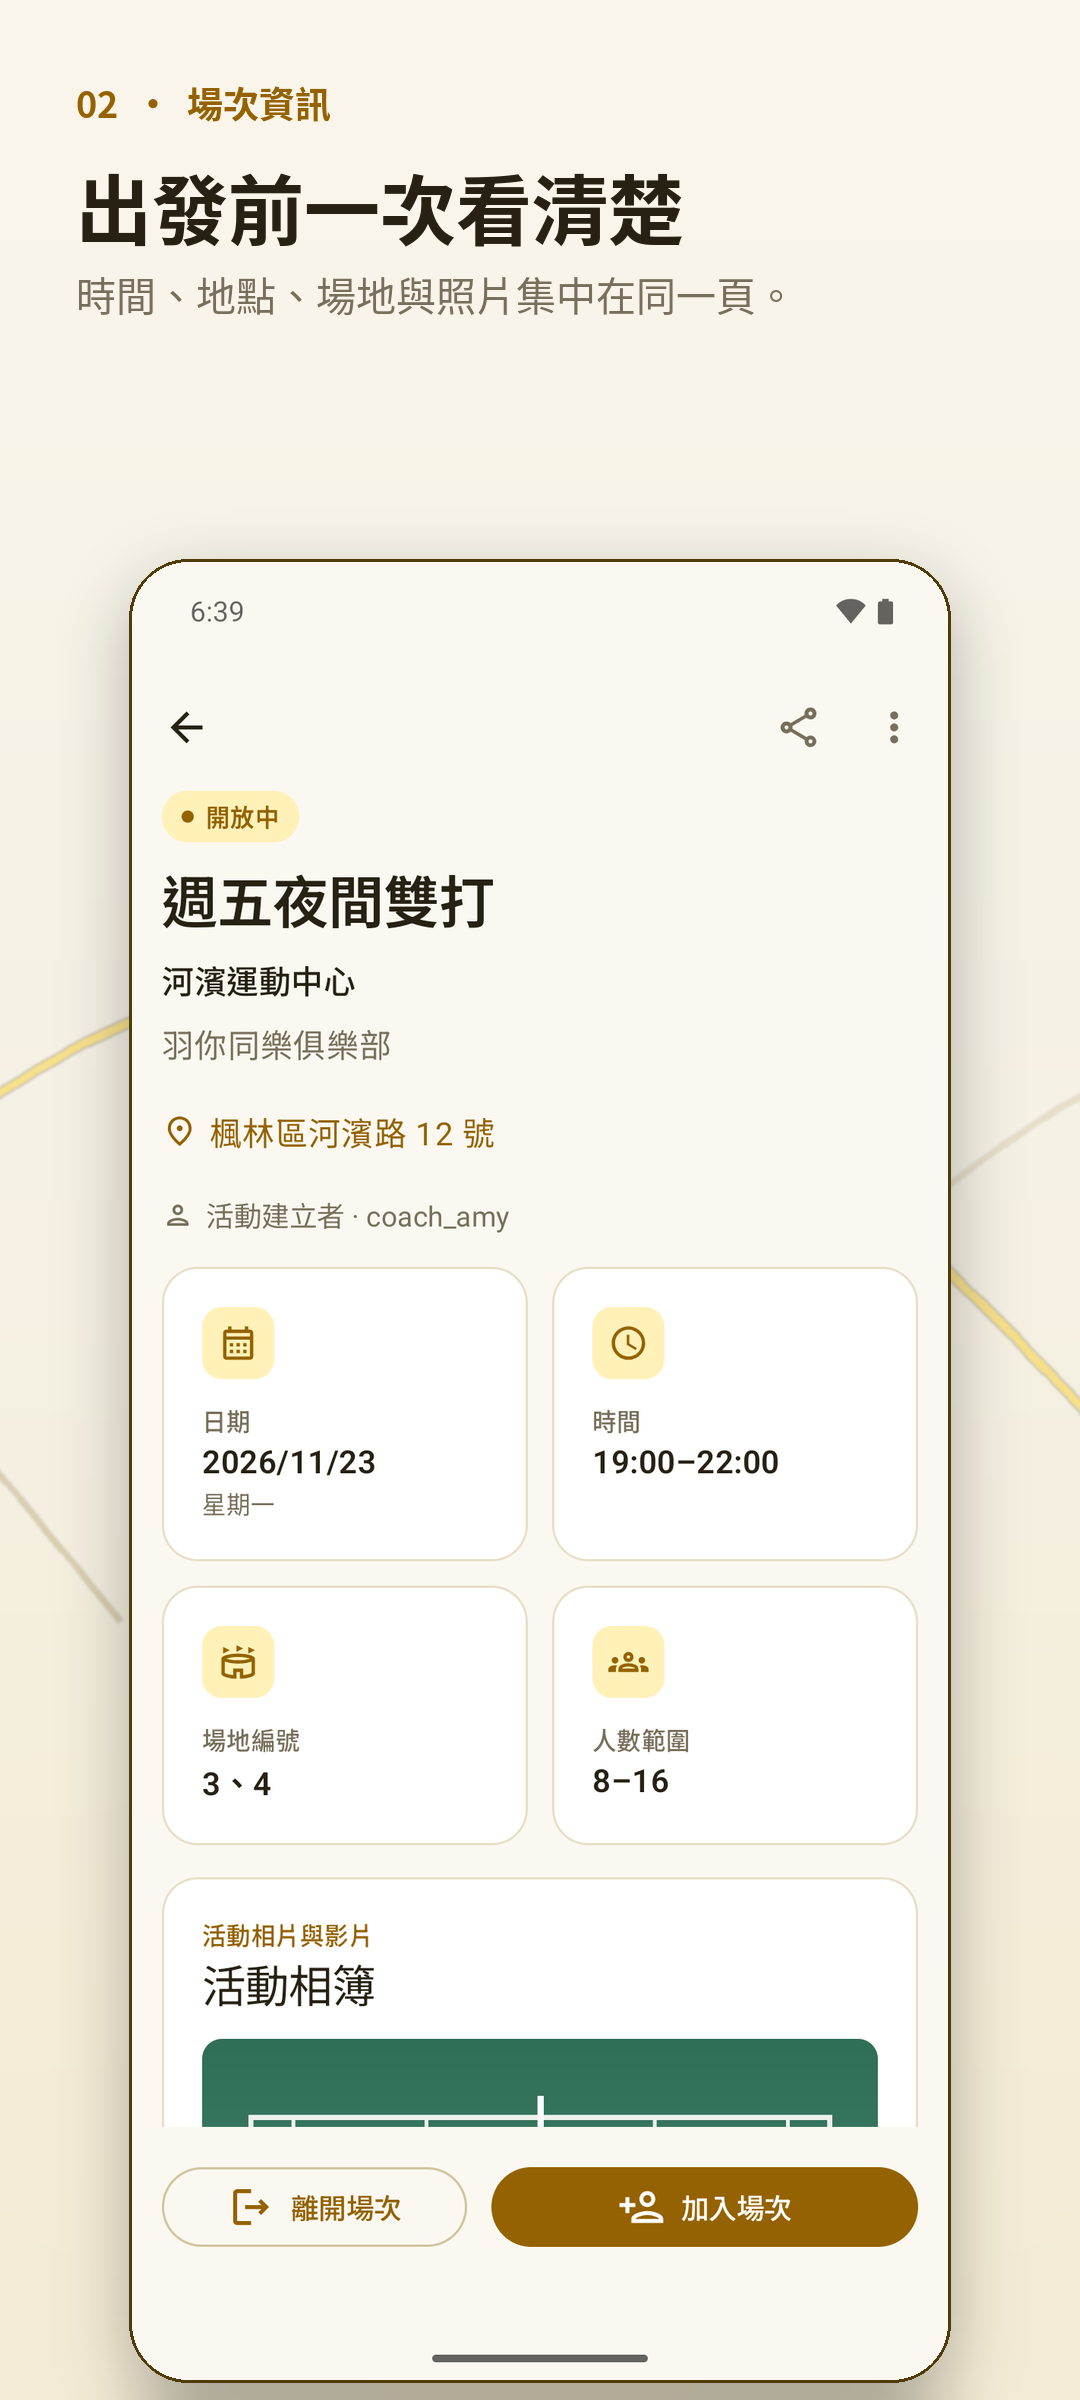 02 • 場次資訊
出發前一次看清楚
時間、地點、場地與照片集中在同一頁。
6:39
開放中
週五夜間雙打
河濱運動中心
羽你同樂俱樂部
楓林區河濱路 12 號
活動建立者 · coach_amy
日期
2026/11/23
星期一
時間
19:00–22:00
場地編號
3、4
人數範圍
8–16
活動相片與影片
活動相簿
離開場次
加入場次